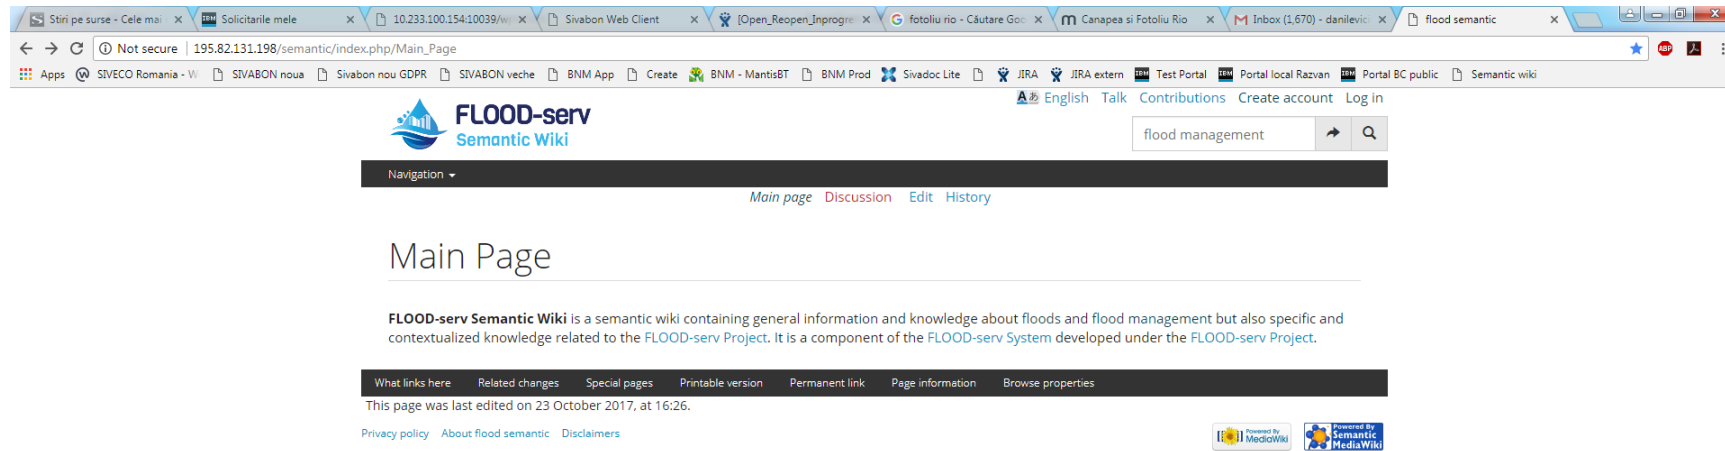 Stiri pe surse - Cele mai
Solicitarile mele
10.233.100.154:10039/wp
Sivabon Web Client
[Open_Reopen_Inprogre
fotoliu rio - Căutare Goo
Canapea si Fotoliu Rio
Inbox (1,670) - danilevici
flood semantic
Not secure | 195.82.131.198/semantic/index.php/Main_Page
Apps SIVECO Romania - W SIVABON noua Sivabon nou GDPR SIVABON veche BNM App Create BNM - MantisBT BNM Prod Sivadoc Lite JIRA JIRA extern Test Portal Portal local Razvan Portal BC public Semantic wiki
English Talk Contributions Create account Log in
FLOOD-serv
Semantic Wiki
flood management
Navigation
Main page Discussion Edit History
Main Page
FLOOD-serv Semantic Wiki is a semantic wiki containing general information and knowledge about floods and flood management but also specific and
contextualized knowledge related to the FLOOD-serv Project. It is a component of the FLOOD-serv System developed under the FLOOD-serv Project.
What links here Related changes Special pages Printable version Permanent link Page information Browse properties
This page was last edited on 23 October 2017, at 16:26.
Privacy policy About flood semantic Disclaimers
Powered By
MediaWiki
Powered By
Semantic
MediaWiki